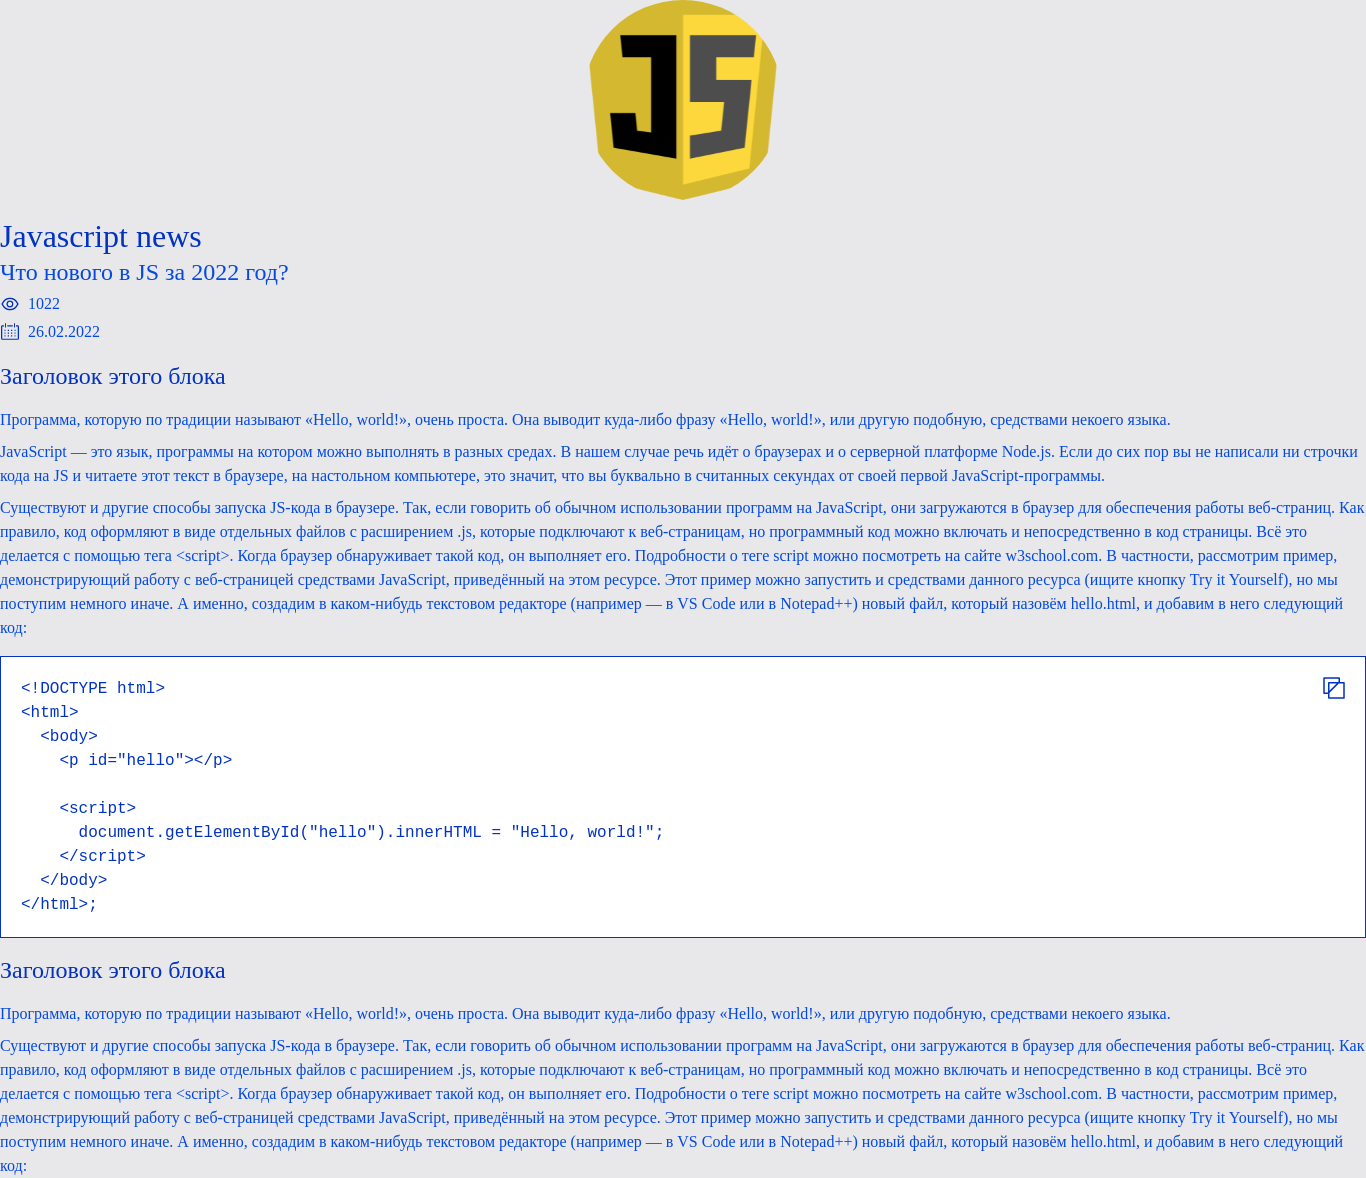 JS
Javascript news
Что нового в JS за 2022 год?
1022
26.02.2022
Заголовок этого блока
Программа, которую по традиции называют «Hello, world!», очень проста. Она выводит куда-либо фразу «Hello, world!», или другую подобную, средствами некоего языка.
JavaScript — это язык, программы на котором можно выполнять в разных средах. В нашем случае речь идёт о браузерах и о серверной платформе Node.js. Если до сих пор вы не написали ни строчки
кода на JS и читаете этот текст в браузере, на настольном компьютере, это значит, что вы буквально в считанных секундах от своей первой JavaScript-программы.
Существуют и другие способы запуска JS-кода в браузере. Так, если говорить об обычном использовании программ на JavaScript, они загружаются в браузер для обеспечения работы веб-страниц. Как
правило, код оформляют в виде отдельных файлов с расширением .js, которые подключают к веб-страницам, но программный код можно включать и непосредственно в код страницы. Всё это
делается с помощью тега <script>. Когда браузер обнаруживает такой код, он выполняет его. Подробности о теге script можно посмотреть на сайте w3school.com. В частности, рассмотрим пример,
демонстрирующий работу с веб-страницей средствами JavaScript, приведённый на этом ресурсе. Этот пример можно запустить и средствами данного ресурса (ищите кнопку Try it Yourself), но мы
поступим немного иначе. А именно, создадим в каком-нибудь текстовом редакторе (например — в VS Code или в Notepad++) новый файл, который назовём hello.html, и добавим в него следующий
код:
<!DOCTYPE html>
<html>
  <body>
    <p id="hello"></p>

    <script>
      document.getElementById("hello").innerHTML = "Hello, world!";
    </script>
  </body>
</html>;
Заголовок этого блока
Программа, которую по традиции называют «Hello, world!», очень проста. Она выводит куда-либо фразу «Hello, world!», или другую подобную, средствами некоего языка.
Существуют и другие способы запуска JS-кода в браузере. Так, если говорить об обычном использовании программ на JavaScript, они загружаются в браузер для обеспечения работы веб-страниц. Как
правило, код оформляют в виде отдельных файлов с расширением .js, которые подключают к веб-страницам, но программный код можно включать и непосредственно в код страницы. Всё это
делается с помощью тега <script>. Когда браузер обнаруживает такой код, он выполняет его. Подробности о теге script можно посмотреть на сайте w3school.com. В частности, рассмотрим пример,
демонстрирующий работу с веб-страницей средствами JavaScript, приведённый на этом ресурсе. Этот пример можно запустить и средствами данного ресурса (ищите кнопку Try it Yourself), но мы
поступим немного иначе. А именно, создадим в каком-нибудь текстовом редакторе (например — в VS Code или в Notepad++) новый файл, который назовём hello.html, и добавим в него следующий
код: